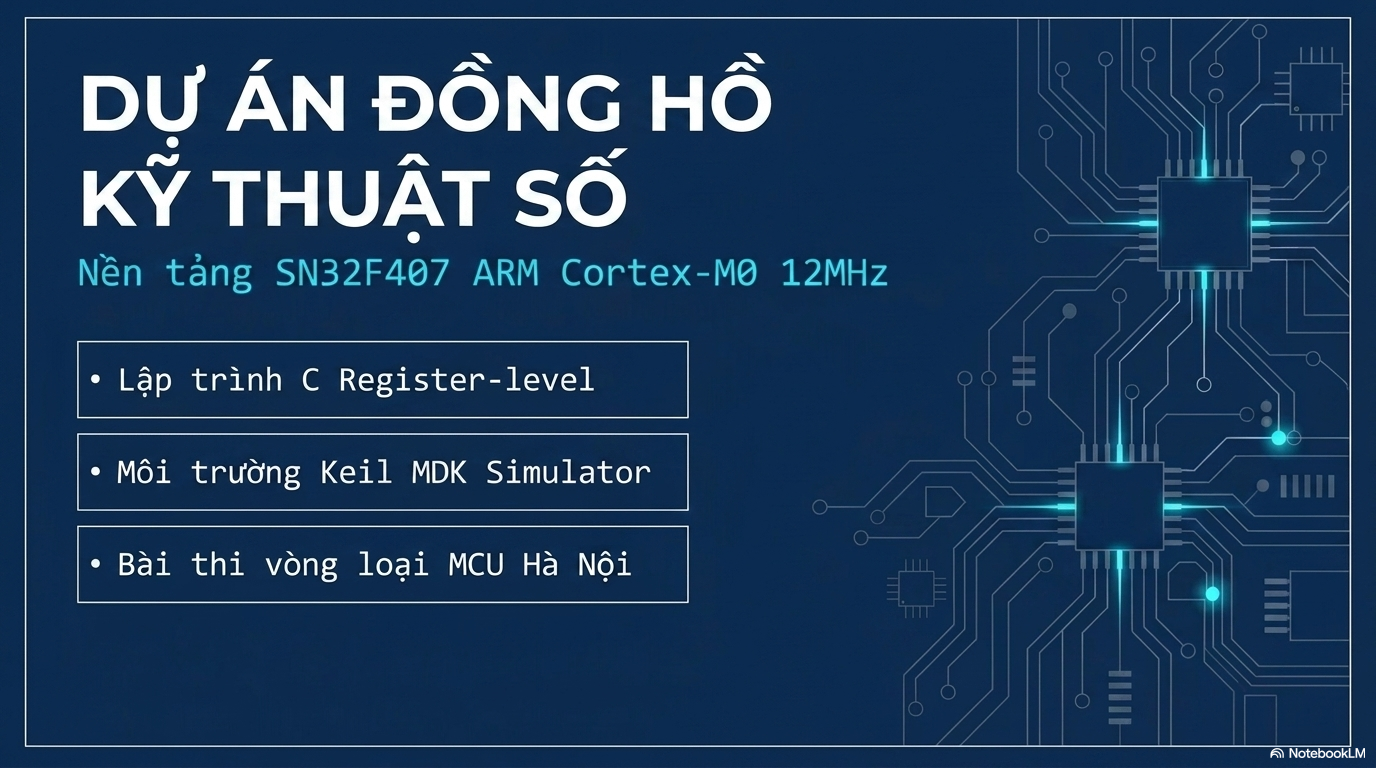 DỰ ÁN ĐỒNG HỒ
KỸ THUẬT SỐ
Nền tảng SN32F407 ARM Cortex-M0 12MHz
• Lập trình C Register-level
• Môi trường Keil MDK Simulator
• Bài thi vòng loại MCU Hà Nội
NotebookLM